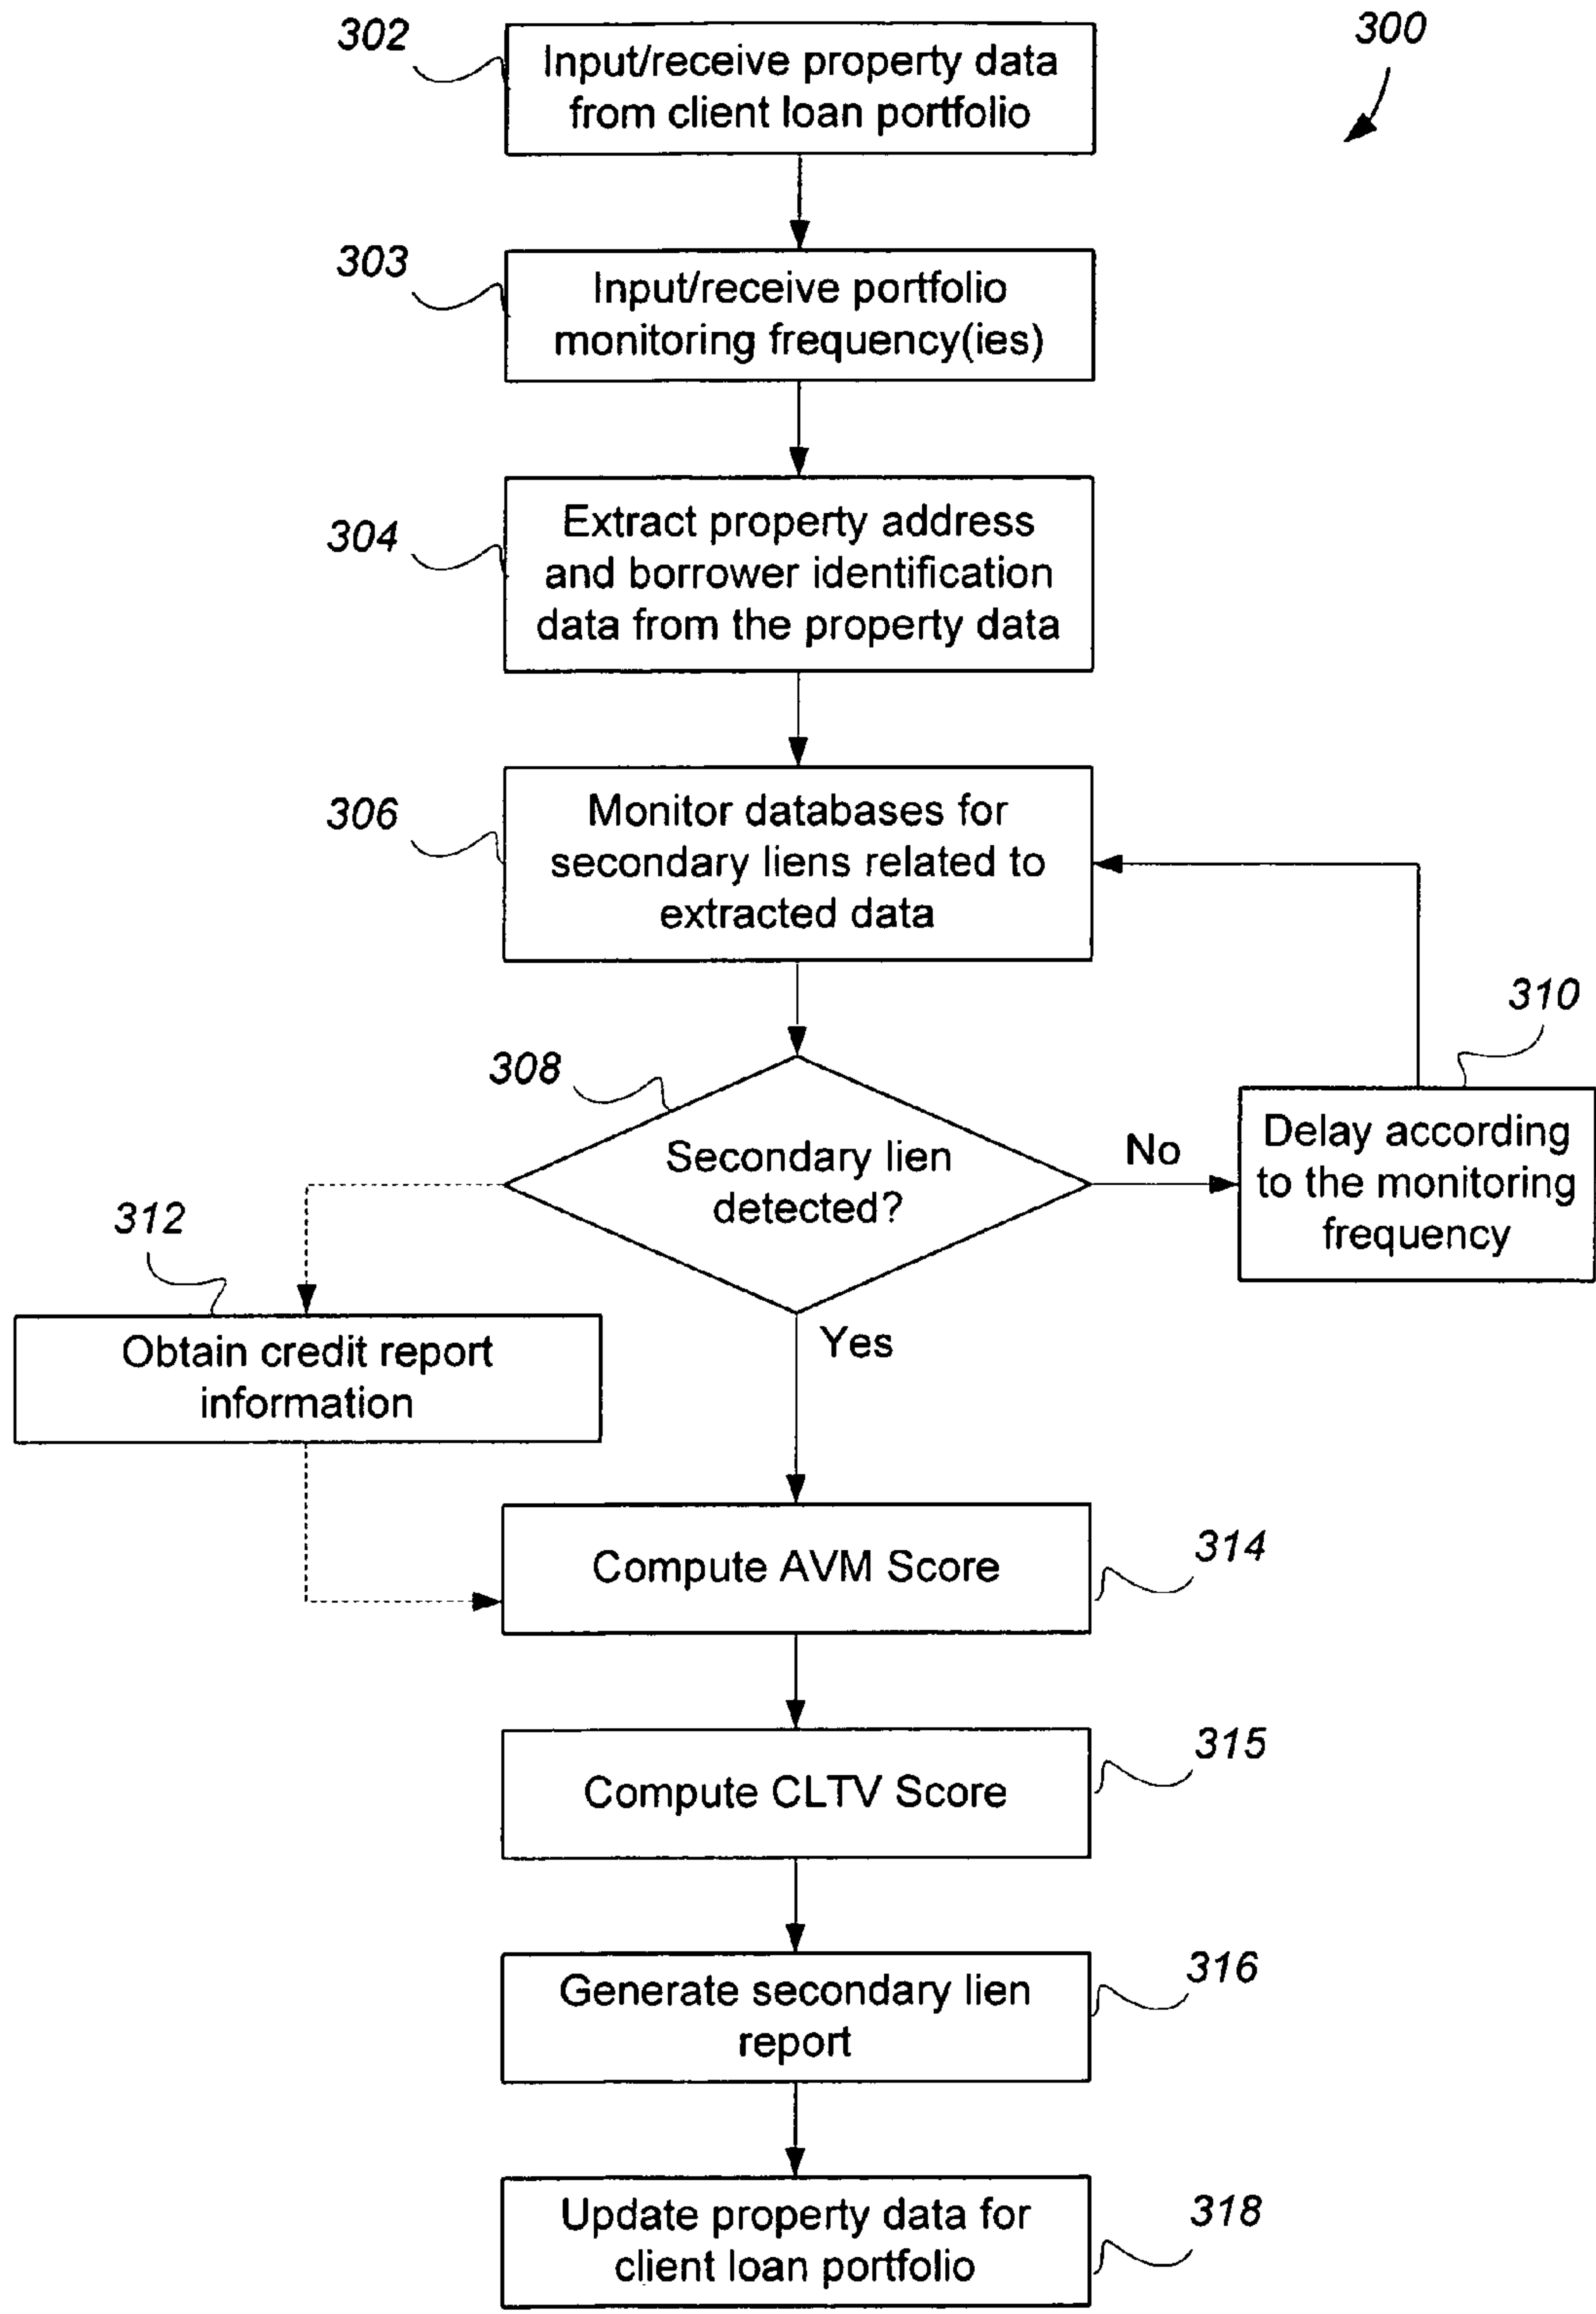 300
302
Input/receive property data
from client loan portfolio
303
Input/receive portfolio
monitoring frequency(ies)
304
Extract property address
and borrower identification
data from the property data
306
Monitor databases for
secondary liens related to
extracted data
308
Secondary lien
detected?
No
310
Delay according
to the monitoring
frequency
Yes
312
Obtain credit report
information
314
Compute AVM Score
315
Compute CLTV Score
316
Generate secondary lien
report
318
Update property data for
client loan portfolio